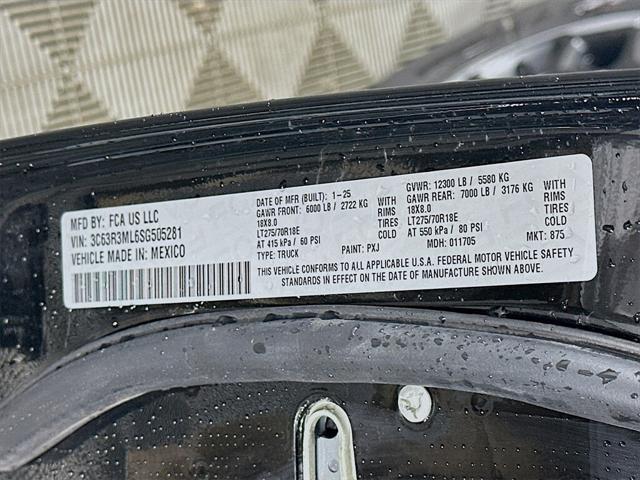 MFD BY: FCA US LLC
VIN: 3C63R3ML6SG505281
VEHICLE MADE IN: MEXICO
DATE OF MFR (BUILT): 1-25
GAWR FRONT: 6000 LB / 2722 KG WITH
18X8.0 RIMS
LT275/70R18E TIRES
AT 415 kPa / 60 PSI COLD
TYPE: TRUCK PAINT: PXJ
GVWR: 12300 LB / 5580 KG
GAWR REAR: 7000 LB / 3176 KG WITH
18X8.0 RIMS
LT275/70R18E TIRES
AT 550 kPa / 80 PSI COLD
MDH: 011705 MKT: 875
THIS VEHICLE CONFORMS TO ALL APPLICABLE U.S.A. FEDERAL MOTOR VEHICLE SAFETY
STANDARDS IN EFFECT ON THE DATE OF MANUFACTURE SHOWN ABOVE.